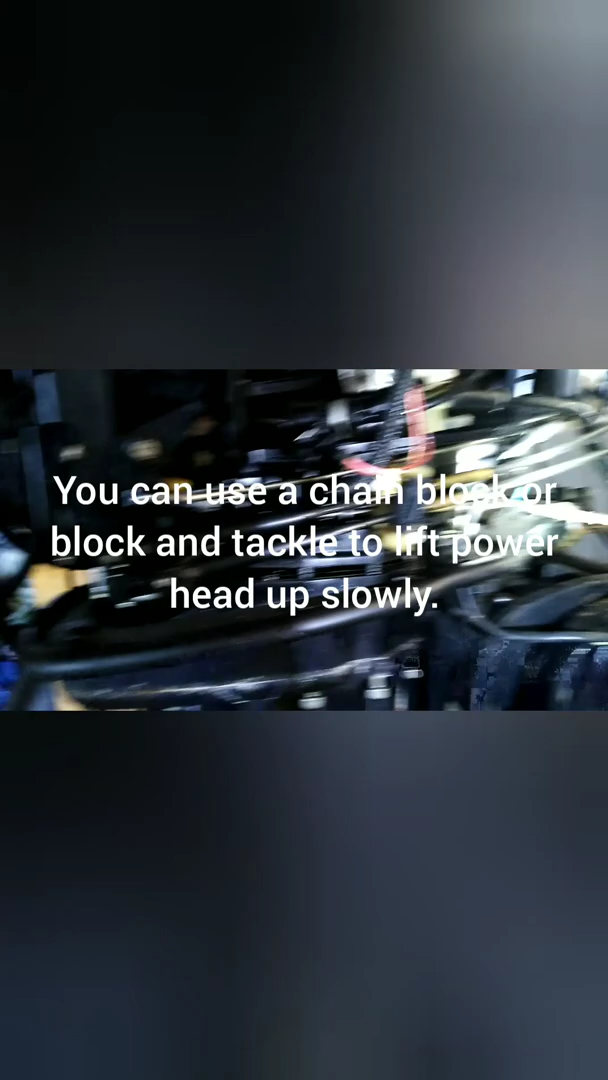 You can use a chain block or
block and tackle to lift power
head up slowly.